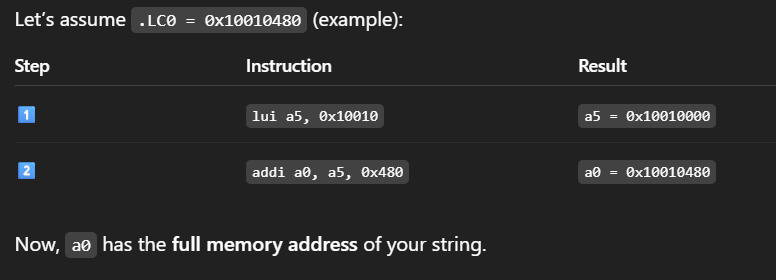 Let’s assume .LC0 = 0x10010480 (example):
Step Instruction Result
1 lui a5, 0x10010 a5 = 0x10010000
2 addi a0, a5, 0x480 a0 = 0x10010480
Now, a0 has the full memory address of your string.